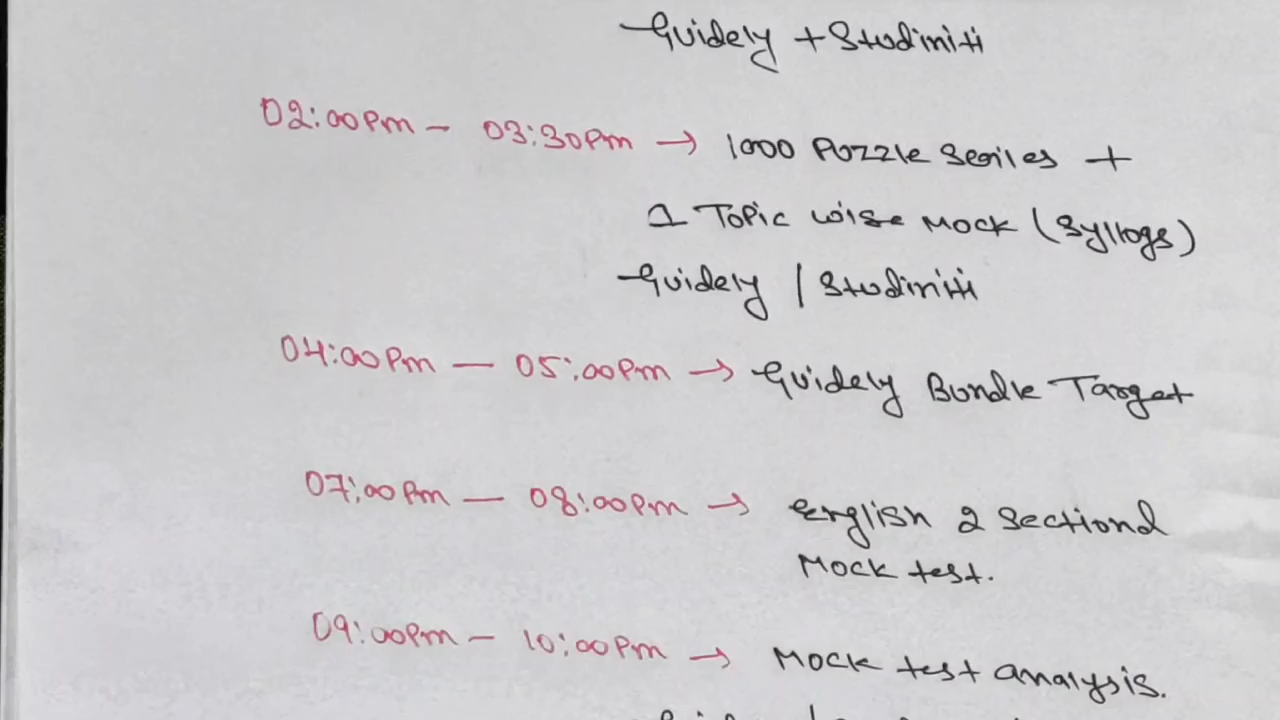 Guidely + Studiniti
02:00Pm - 03:30Pm → 1000 Puzzle Series +
1 Topic wise Mock (Syllogs)
Guidely / Studiniti
04:00Pm — 05:00Pm → Guidely Bundle Target
07:00Pm — 08:00Pm → English 2 Sectional
Mock test.
09:00Pm - 10:00Pm → Mock test analysis.